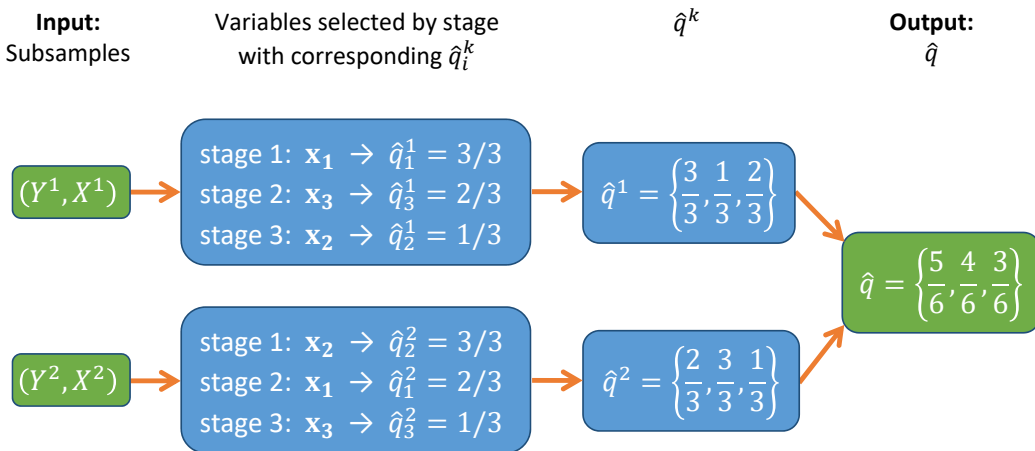 Input:
Subsamples
Variables selected by stage
with corresponding q̂ᵢᵏ
q̂ᵏ
Output:
q̂
(Y¹, X¹)
stage 1: x₁ → q̂₁¹ = 3/3
stage 2: x₃ → q̂₃¹ = 2/3
stage 3: x₂ → q̂₂¹ = 1/3
q̂¹ = {3/3, 1/3, 2/3}
(Y², X²)
stage 1: x₂ → q̂₂² = 3/3
stage 2: x₁ → q̂₁² = 2/3
stage 3: x₃ → q̂₃² = 1/3
q̂² = {2/3, 3/3, 1/3}
q̂ = {5/6, 4/6, 3/6}